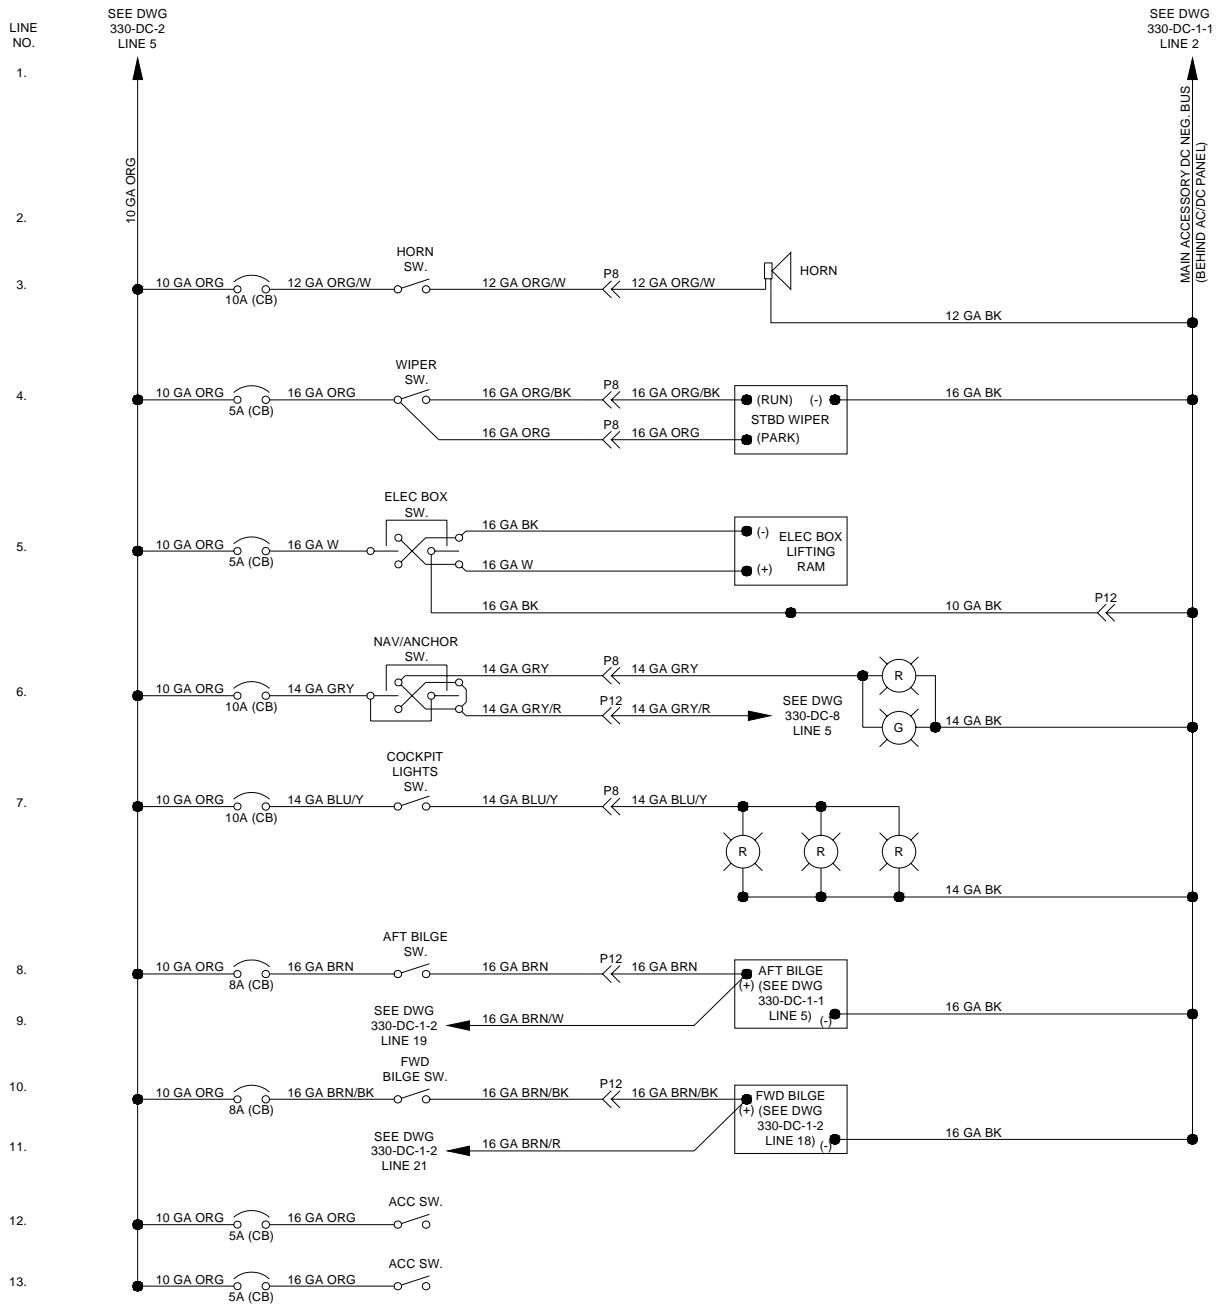 LINE
NO.
SEE DWG
330-DC-2
LINE 5
SEE DWG
330-DC-1-1
LINE 2
1.
10 GA ORG
MAIN ACCESSORY DC NEG. BUS
(BEHIND AC/DC PANEL)
2.
3.
10 GA ORG
10A (CB)
12 GA ORG/W
HORN
SW.
12 GA ORG/W
P8
12 GA ORG/W
HORN
12 GA BK
4.
10 GA ORG
5A (CB)
16 GA ORG
WIPER
SW.
16 GA ORG/BK
P8
16 GA ORG/BK
(RUN) (-)
STBD WIPER
(PARK)
16 GA BK
16 GA ORG
P8
16 GA ORG
5.
10 GA ORG
5A (CB)
16 GA W
ELEC BOX
SW.
16 GA BK
16 GA W
(-)
ELEC BOX
LIFTING
RAM
(+)
16 GA BK
10 GA BK
P12
6.
10 GA ORG
10A (CB)
14 GA GRY
NAV/ANCHOR
SW.
14 GA GRY
P8
14 GA GRY
R
14 GA GRY/R
P12
14 GA GRY/R
SEE DWG
330-DC-8
LINE 5
G
14 GA BK
7.
10 GA ORG
10A (CB)
14 GA BLU/Y
COCKPIT
LIGHTS
SW.
14 GA BLU/Y
P8
14 GA BLU/Y
R
R
R
14 GA BK
8.
10 GA ORG
8A (CB)
16 GA BRN
AFT BILGE
SW.
16 GA BRN
P12
16 GA BRN
AFT BILGE
(+) (SEE DWG
330-DC-1-1
LINE 5) (-)
16 GA BK
9.
SEE DWG
330-DC-1-2
LINE 19
16 GA BRN/W
10.
10 GA ORG
8A (CB)
16 GA BRN/BK
FWD
BILGE SW.
16 GA BRN/BK
P12
16 GA BRN/BK
FWD BILGE
(+) (SEE DWG
330-DC-1-2
LINE 18) (-)
16 GA BK
11.
SEE DWG
330-DC-1-2
LINE 21
16 GA BRN/R
12.
10 GA ORG
5A (CB)
16 GA ORG
ACC SW.
13.
10 GA ORG
5A (CB)
16 GA ORG
ACC SW.